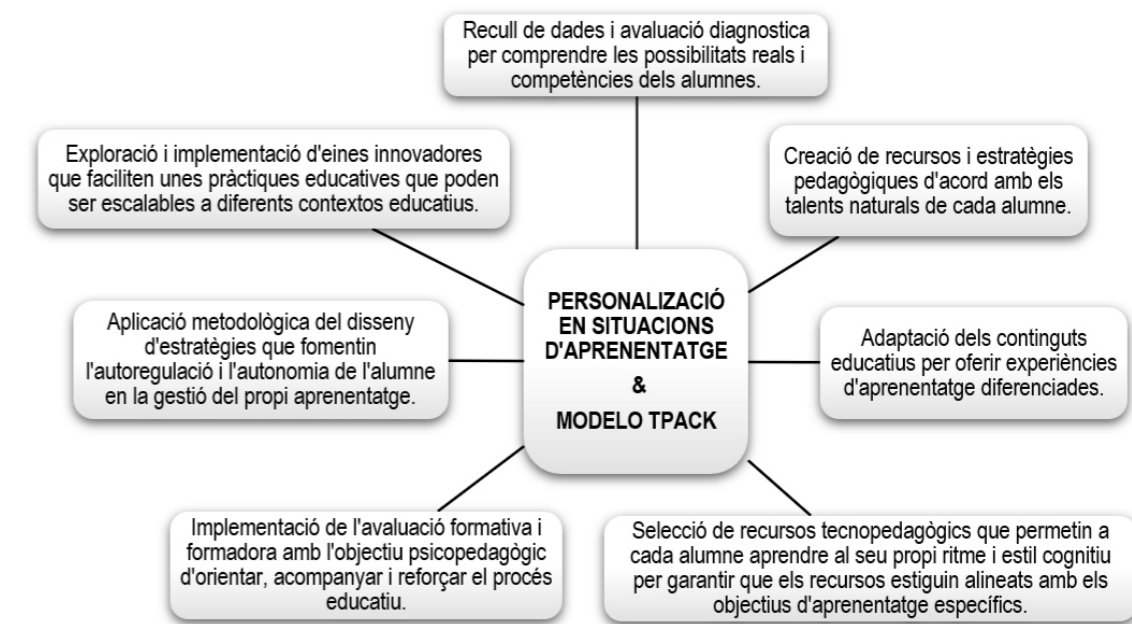 Recull de dades i avaluació diagnostica
per comprendre les possibilitats reals i
competències dels alumnes.
Exploració i implementació d'eines innovadores
que faciliten unes pràctiques educatives que poden
ser escalables a diferents contextos educatius.
Creació de recursos i estratègies
pedagògiques d'acord amb els
talents naturals de cada alumne.
PERSONALIZACIÓ
EN SITUACIONS
D'APRENENTATGE
&
MODELO TPACK
Aplicació metodològica del disseny
d'estratègies que fomentin
l'autoregulació i l'autonomia de l'alumne
en la gestió del propi aprenentatge.
Adaptació dels continguts
educatius per oferir experiències
d'aprenentatge diferenciades.
Implementació de l'avaluació formativa i
formadora amb l'objectiu psicopedagògic
d'orientar, acompanyar i reforçar el procés
educatiu.
Selecció de recursos tecnopedagògics que permetin a
cada alumne aprendre al seu propi ritme i estil cognitiu
per garantir que els recursos estiguin alineats amb els
objectius d'aprenentatge específics.